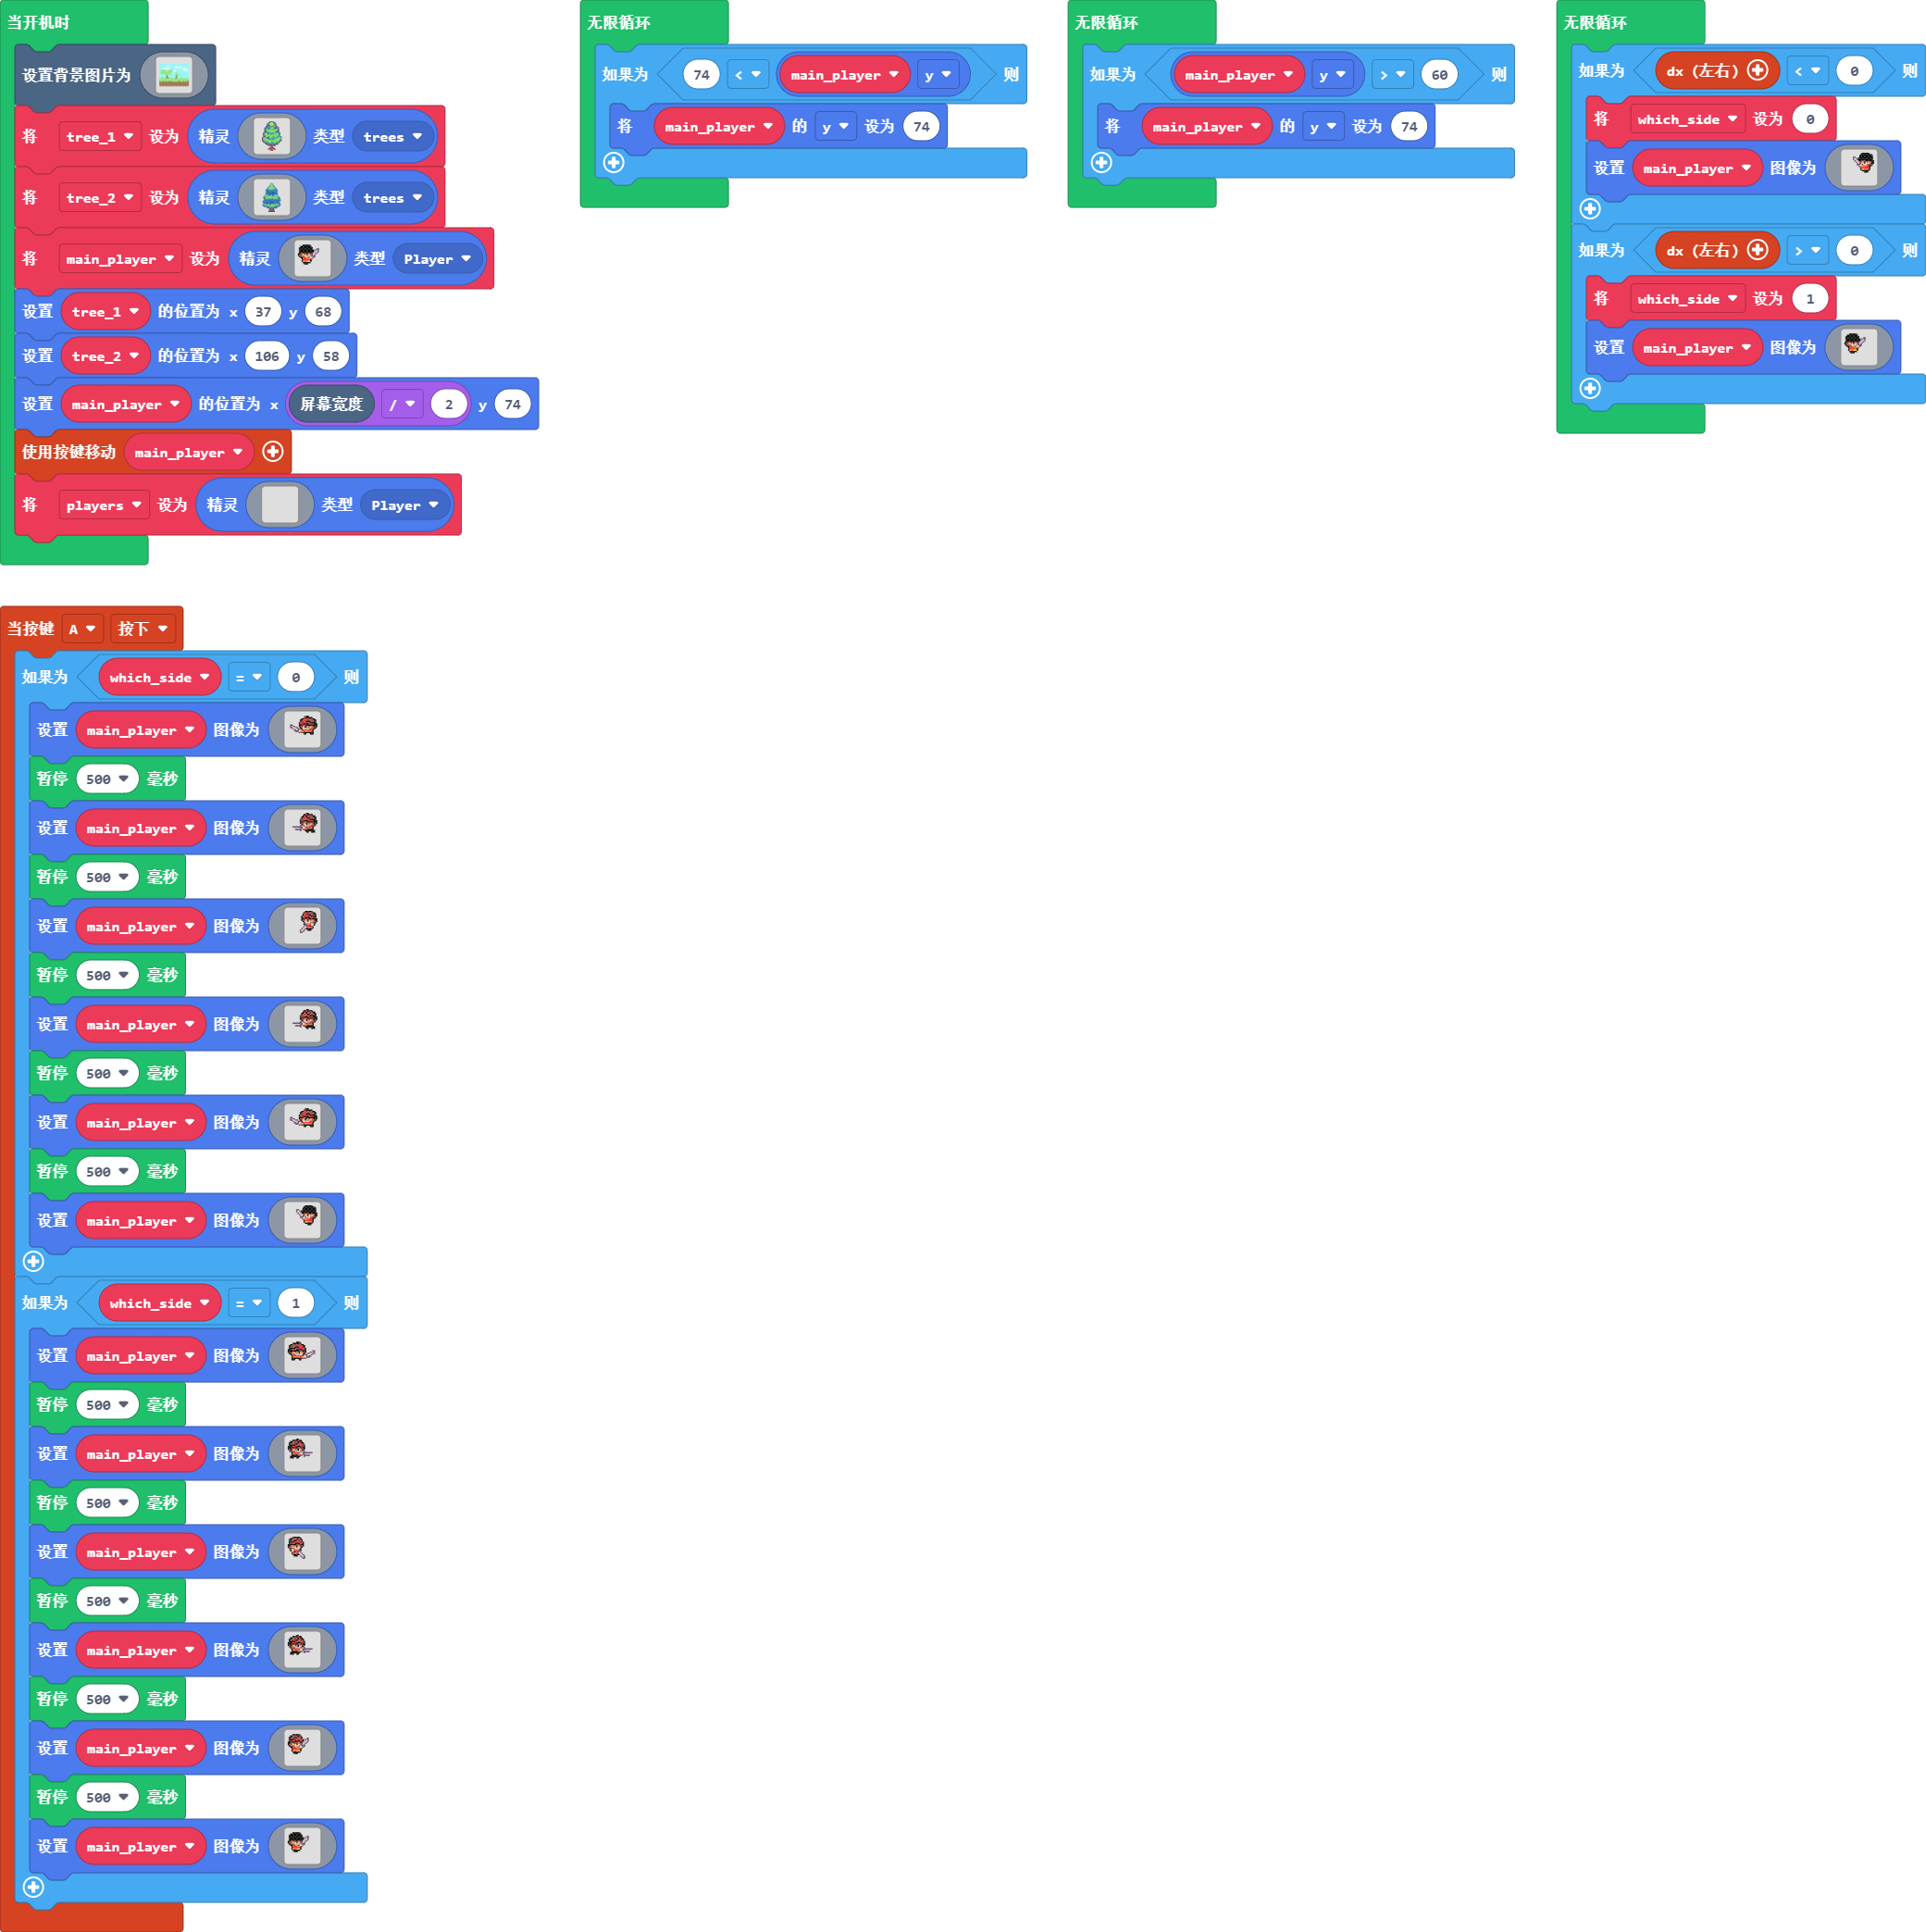 当开机时
设置背景图片为
将 tree_1 设为 精灵 类型 trees
将 tree_2 设为 精灵 类型 trees
将 main_player 设为 精灵 类型 Player
设置 tree_1 的位置为 x 37 y 68
设置 tree_2 的位置为 x 106 y 58
设置 main_player 的位置为 x 屏幕宽度 / 2 y 74
使用按键移动 main_player
将 players 设为 精灵 类型 Player
无限循环
如果为 74 < main_player y 则
将 main_player 的 y 设为 74
无限循环
如果为 main_player y > 60 则
将 main_player 的 y 设为 74
无限循环
如果为 dx (左右) < 0 则
将 which_side 设为 0
设置 main_player 图像为
如果为 dx (左右) > 0 则
将 which_side 设为 1
设置 main_player 图像为
当按键 A 按下
如果为 which_side = 0 则
设置 main_player 图像为
暂停 500 毫秒
设置 main_player 图像为
暂停 500 毫秒
设置 main_player 图像为
暂停 500 毫秒
设置 main_player 图像为
暂停 500 毫秒
设置 main_player 图像为
暂停 500 毫秒
设置 main_player 图像为
如果为 which_side = 1 则
设置 main_player 图像为
暂停 500 毫秒
设置 main_player 图像为
暂停 500 毫秒
设置 main_player 图像为
暂停 500 毫秒
设置 main_player 图像为
暂停 500 毫秒
设置 main_player 图像为
暂停 500 毫秒
设置 main_player 图像为